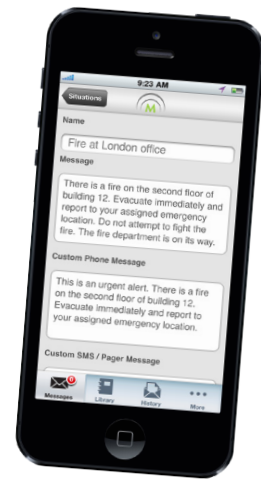 9:23 AM
Situations
M
Name
Fire at London office
Message
There is a fire on the second floor of
building 12. Evacuate immediately and
report to your assigned emergency
location. Do not attempt to fight the
fire. The fire department is on its way.
Custom Phone Message
This is an urgent alert. There is a fire
on the second floor of building 12.
Evacuate immediately and report to
your assigned emergency location.
Custom SMS / Pager Message
Messages
Library
History
More